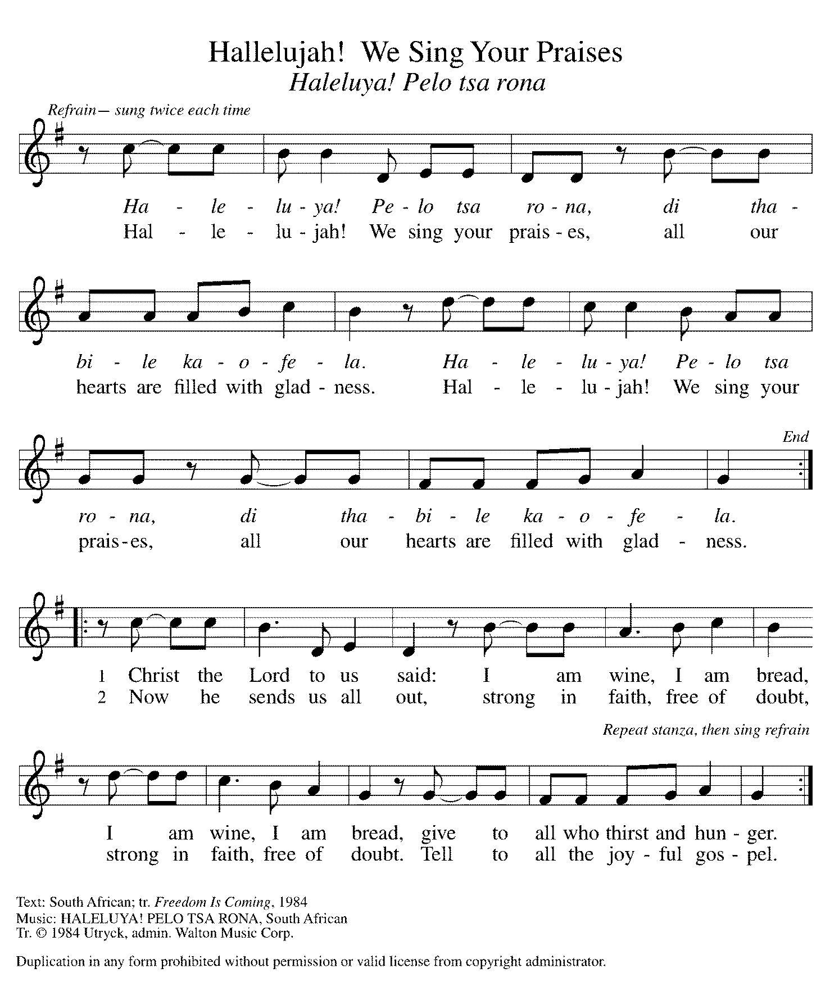 Hallelujah! We Sing Your Praises
Haleluya! Pelo tsa rona
Refrain— sung twice each time
Ha - le - lu - ya! Pe - lo tsa ro - na, di tha -
Hal - le - lu - jah! We sing your prais - es, all our
bi - le ka - o - fe - la. Ha - le - lu - ya! Pe - lo tsa
hearts are filled with glad - ness. Hal - le - lu - jah! We sing your
End
ro - na, di tha - bi - le ka - o - fe - la.
prais - es, all our hearts are filled with glad - ness.
1 Christ the Lord to us said: I am wine, I am bread,
2 Now he sends us all out, strong in faith, free of doubt,
Repeat stanza, then sing refrain
I am wine, I am bread, give to all who thirst and hun - ger.
strong in faith, free of doubt. Tell to all the joy - ful gos - pel.
Text: South African; tr. Freedom Is Coming, 1984
Music: HALELUYA! PELO TSA RONA, South African
Tr. © 1984 Utryck, admin. Walton Music Corp.
Duplication in any form prohibited without permission or valid license from copyright administrator.